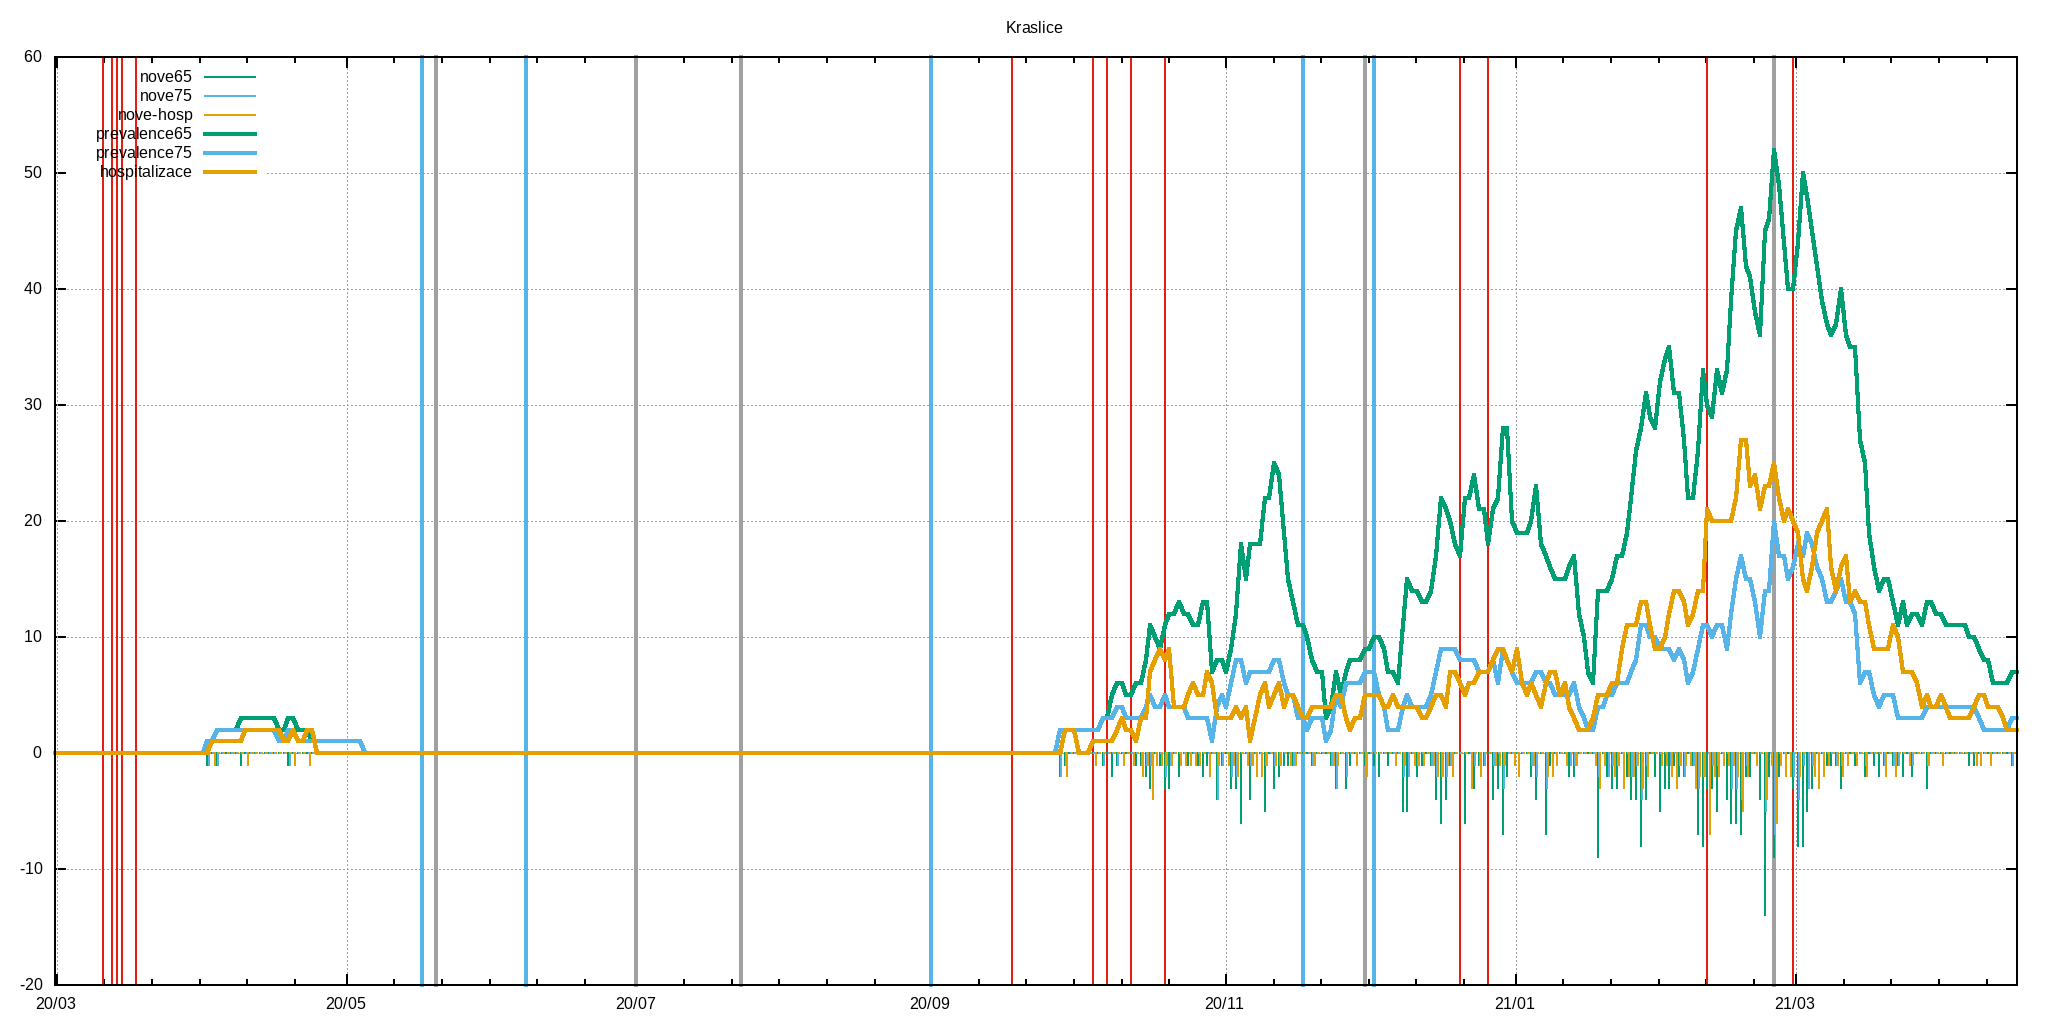 Kraslice
60
50
40
30
20
10
0
-10
-20
nove65
nove75
nove-hosp
prevalence65
prevalence75
hospitalizace
20/03 20/05 20/07 20/09 20/11 21/01 21/03